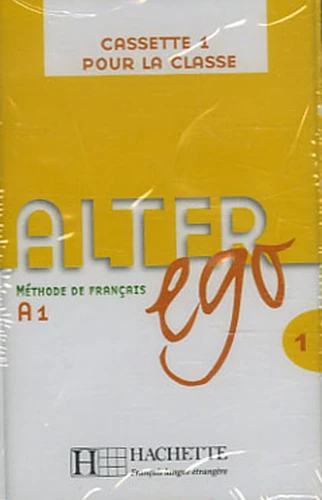 CASSETTE 1
POUR LA CLASSE
ALTER
ego
MÉTHODE DE FRANÇAIS
A1
1
H HACHETTE
Français langue étrangère